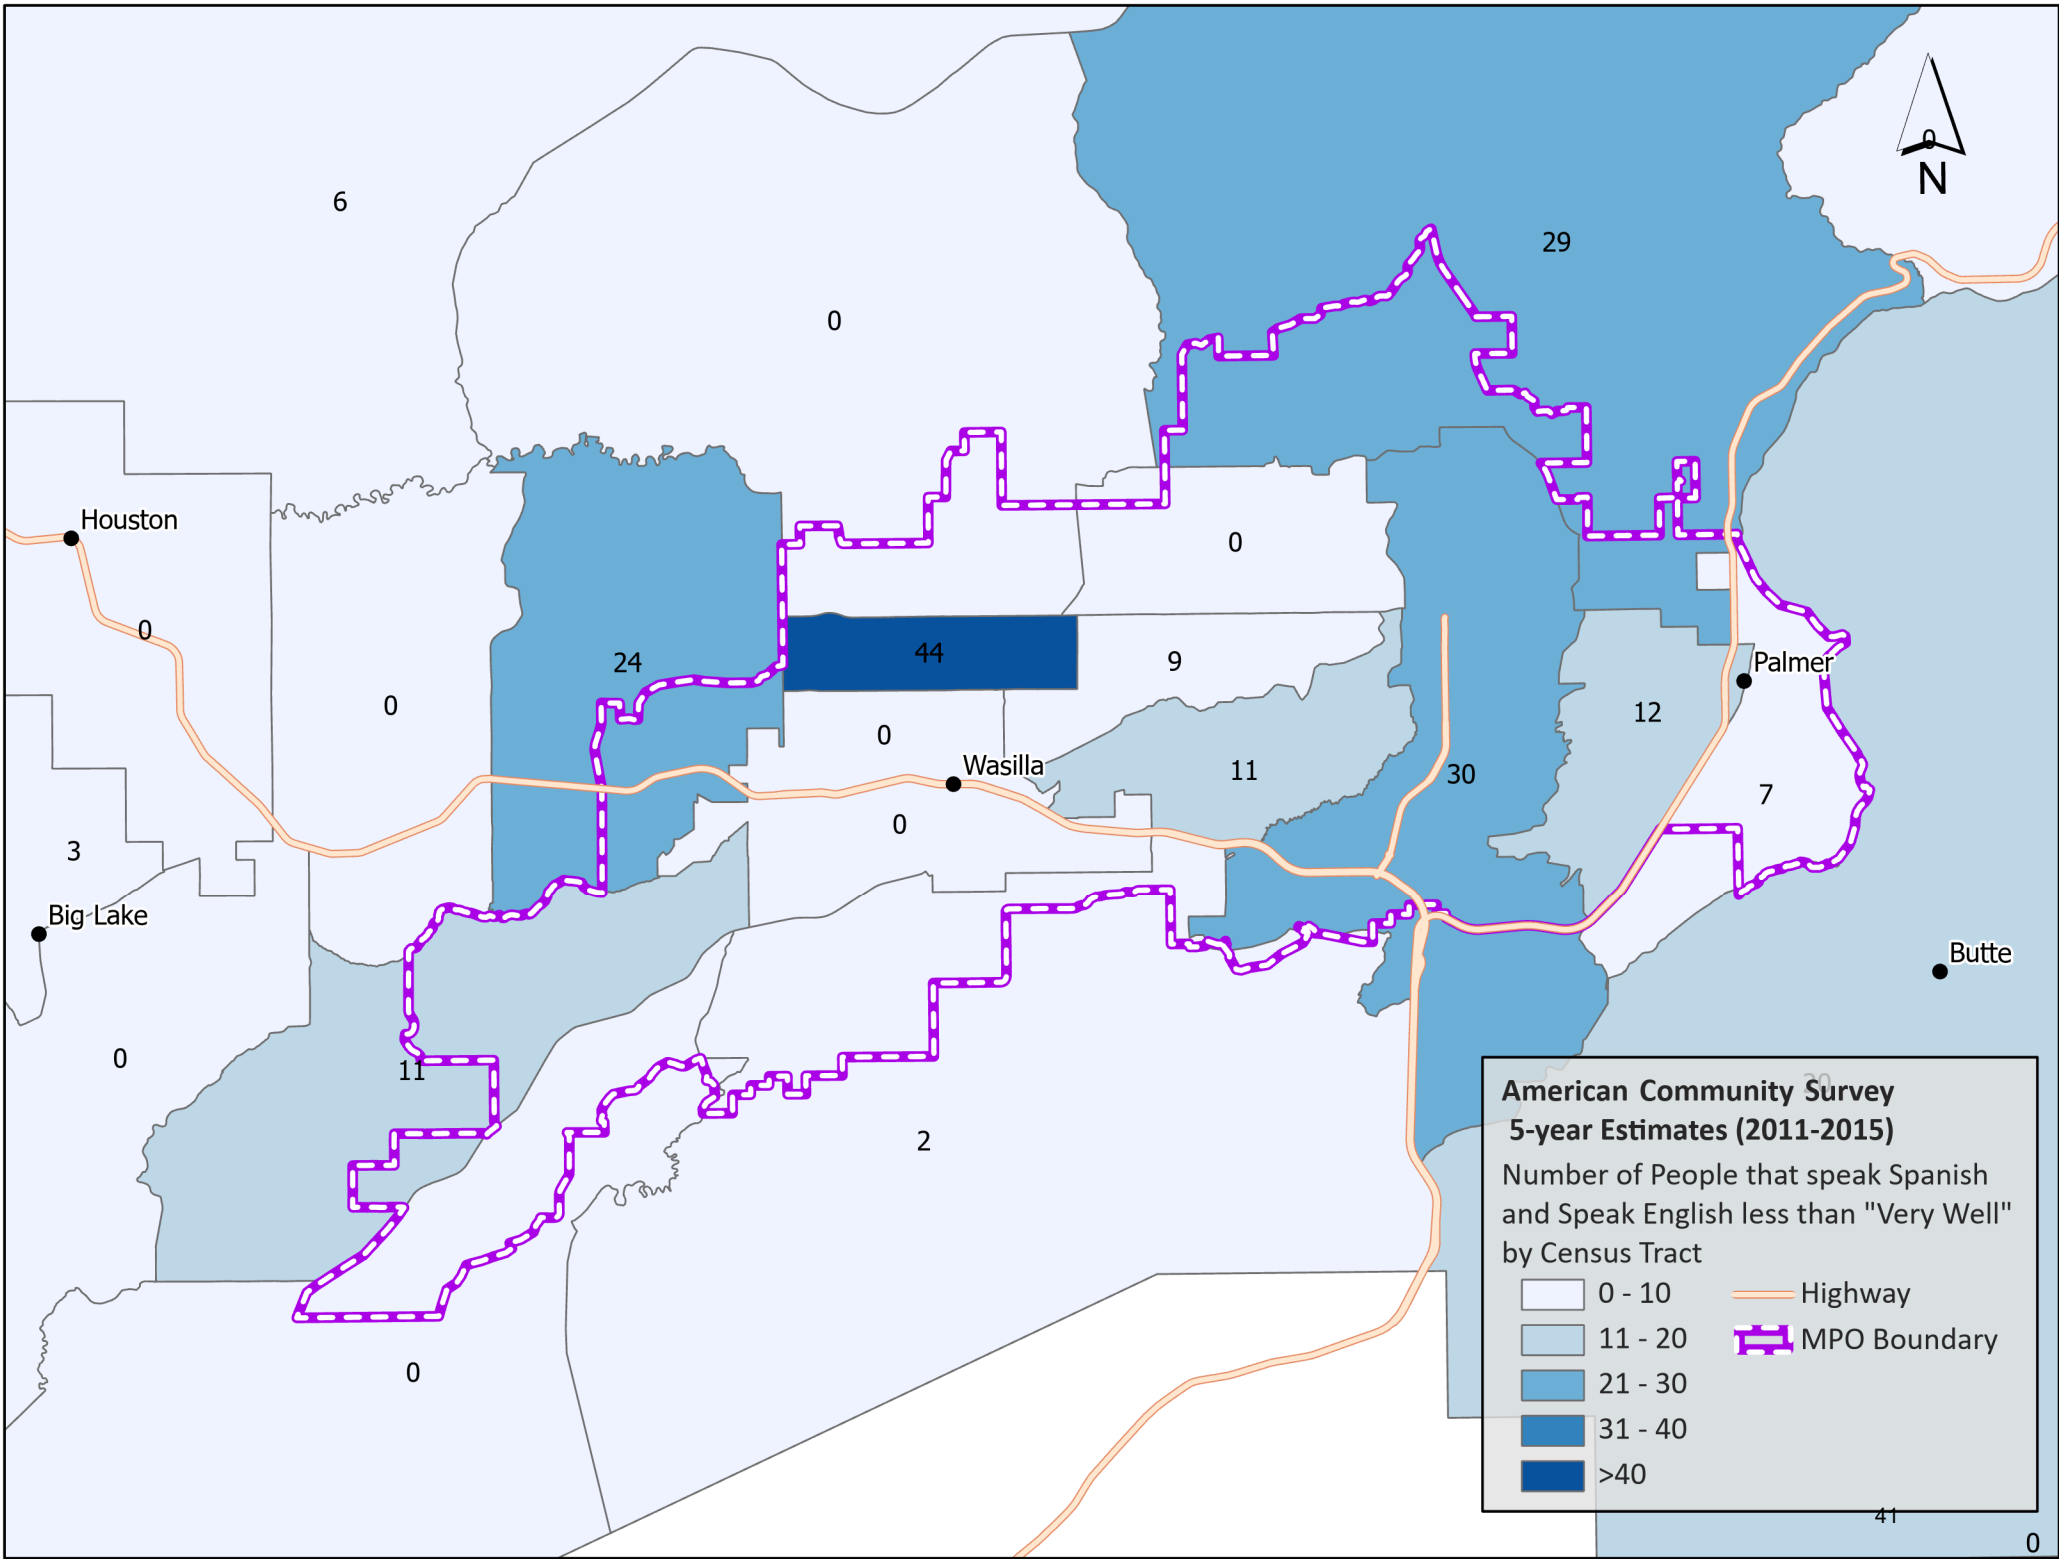 0
N
6
29
0
Houston
0
0
24
44
9
Palmer
0
0
12
Wasilla
11
30
7
0
0
3
Big Lake
Butte
0
11
20
American Community Survey
5-year Estimates (2011-2015)
2
Number of People that speak Spanish
and Speak English less than "Very Well"
by Census Tract
0 - 10
Highway
11 - 20
MPO Boundary
0
21 - 30
31 - 40
>40
41
0